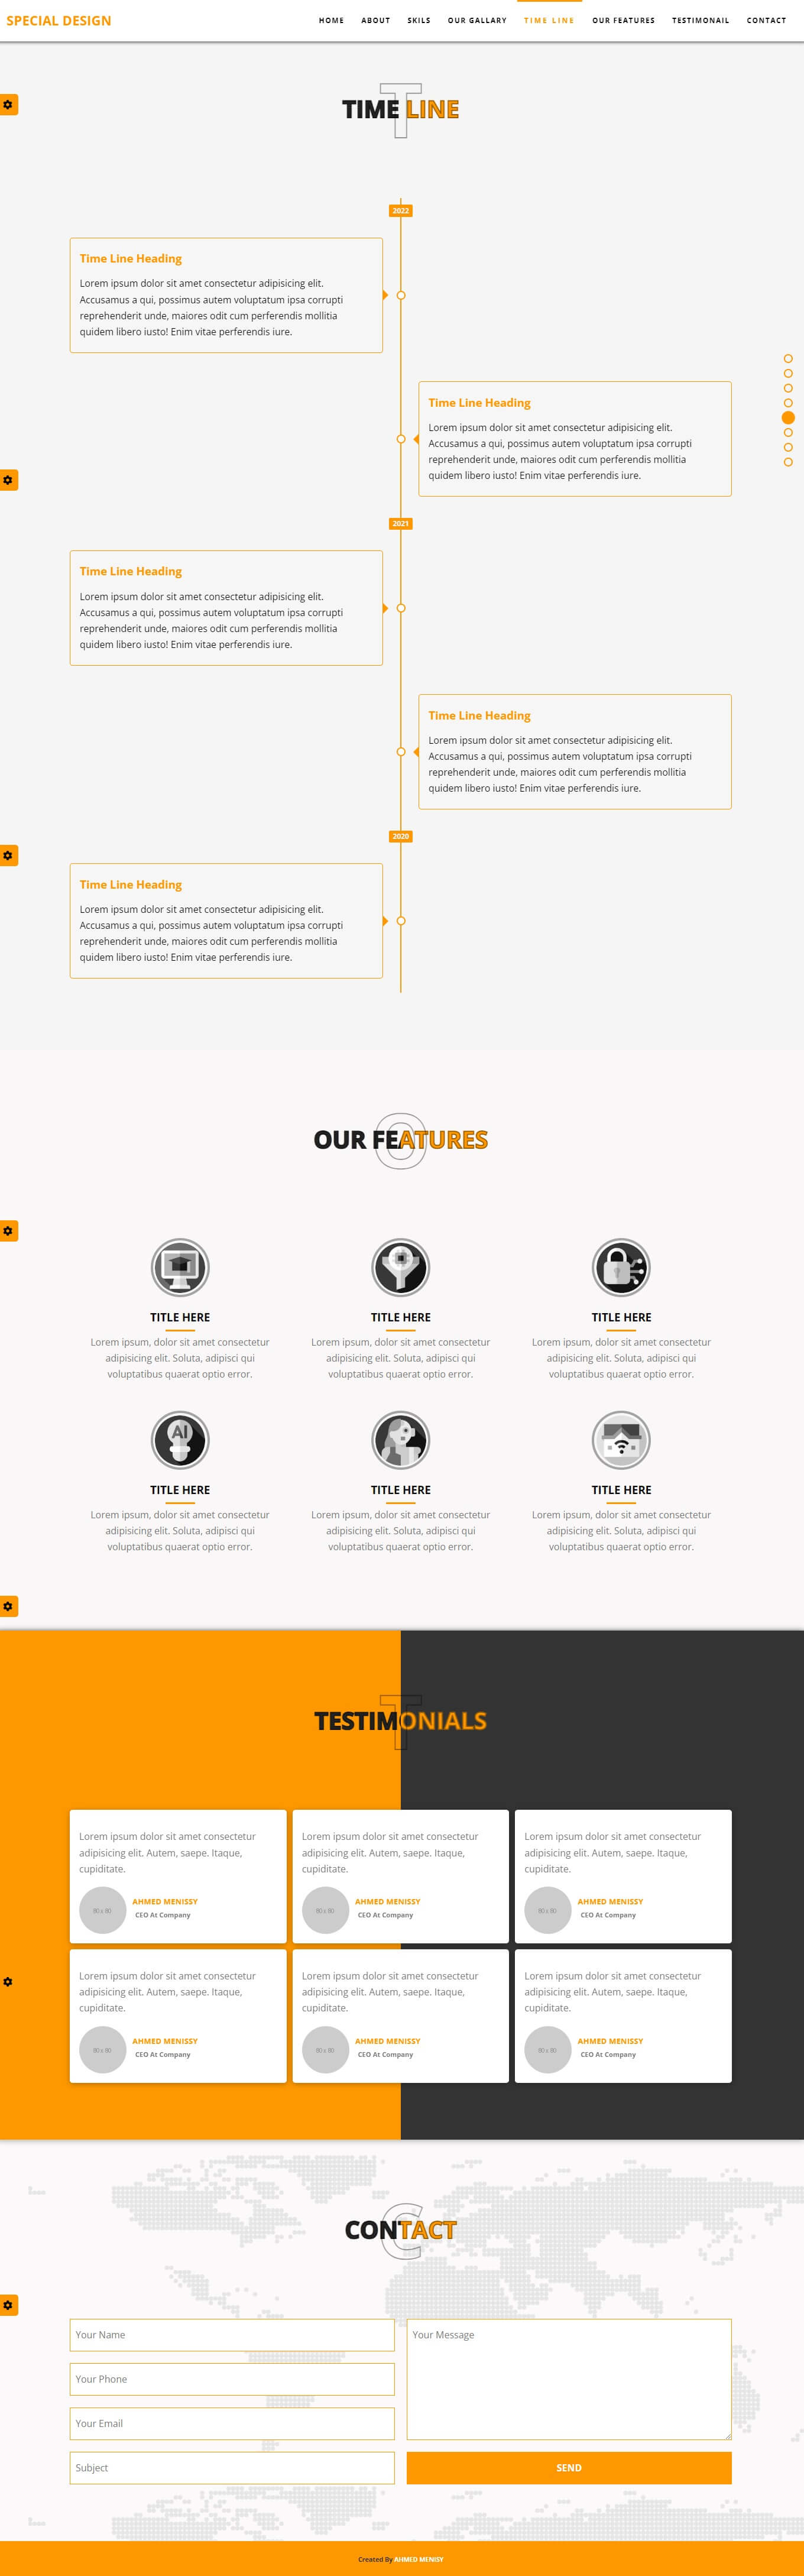 SPECIAL DESIGN
HOME ABOUT SKILS OUR GALLARY TIME LINE OUR FEATURES TESTIMONAIL CONTACT
T
TIME LINE
2022
Time Line Heading
Lorem ipsum dolor sit amet consectetur adipisicing elit.
Accusamus a qui, possimus autem voluptatum ipsa corrupti
reprehenderit unde, maiores odit cum perferendis mollitia
quidem libero iusto! Enim vitae perferendis iure.
Time Line Heading
Lorem ipsum dolor sit amet consectetur adipisicing elit.
Accusamus a qui, possimus autem voluptatum ipsa corrupti
reprehenderit unde, maiores odit cum perferendis mollitia
quidem libero iusto! Enim vitae perferendis iure.
2021
Time Line Heading
Lorem ipsum dolor sit amet consectetur adipisicing elit.
Accusamus a qui, possimus autem voluptatum ipsa corrupti
reprehenderit unde, maiores odit cum perferendis mollitia
quidem libero iusto! Enim vitae perferendis iure.
Time Line Heading
Lorem ipsum dolor sit amet consectetur adipisicing elit.
Accusamus a qui, possimus autem voluptatum ipsa corrupti
reprehenderit unde, maiores odit cum perferendis mollitia
quidem libero iusto! Enim vitae perferendis iure.
2020
Time Line Heading
Lorem ipsum dolor sit amet consectetur adipisicing elit.
Accusamus a qui, possimus autem voluptatum ipsa corrupti
reprehenderit unde, maiores odit cum perferendis mollitia
quidem libero iusto! Enim vitae perferendis iure.
O
OUR FEATURES
TITLE HERE
Lorem ipsum, dolor sit amet consectetur
adipisicing elit. Soluta, adipisci qui
voluptatibus quaerat optio error.
TITLE HERE
Lorem ipsum, dolor sit amet consectetur
adipisicing elit. Soluta, adipisci qui
voluptatibus quaerat optio error.
TITLE HERE
Lorem ipsum, dolor sit amet consectetur
adipisicing elit. Soluta, adipisci qui
voluptatibus quaerat optio error.
AI
TITLE HERE
Lorem ipsum, dolor sit amet consectetur
adipisicing elit. Soluta, adipisci qui
voluptatibus quaerat optio error.
TITLE HERE
Lorem ipsum, dolor sit amet consectetur
adipisicing elit. Soluta, adipisci qui
voluptatibus quaerat optio error.
TITLE HERE
Lorem ipsum, dolor sit amet consectetur
adipisicing elit. Soluta, adipisci qui
voluptatibus quaerat optio error.
T
TESTIMONIALS
Lorem ipsum dolor sit amet consectetur
adipisicing elit. Autem, saepe. Itaque,
cupiditate.
80 x 80
AHMED MENISSY
CEO At Company
Lorem ipsum dolor sit amet consectetur
adipisicing elit. Autem, saepe. Itaque,
cupiditate.
80 x 80
AHMED MENISSY
CEO At Company
Lorem ipsum dolor sit amet consectetur
adipisicing elit. Autem, saepe. Itaque,
cupiditate.
80 x 80
AHMED MENISSY
CEO At Company
Lorem ipsum dolor sit amet consectetur
adipisicing elit. Autem, saepe. Itaque,
cupiditate.
80 x 80
AHMED MENISSY
CEO At Company
Lorem ipsum dolor sit amet consectetur
adipisicing elit. Autem, saepe. Itaque,
cupiditate.
80 x 80
AHMED MENISSY
CEO At Company
Lorem ipsum dolor sit amet consectetur
adipisicing elit. Autem, saepe. Itaque,
cupiditate.
80 x 80
AHMED MENISSY
CEO At Company
C
CONTACT
Your Name
Your Phone
Your Email
Subject
Your Message
SEND
Created By AHMED MENISY